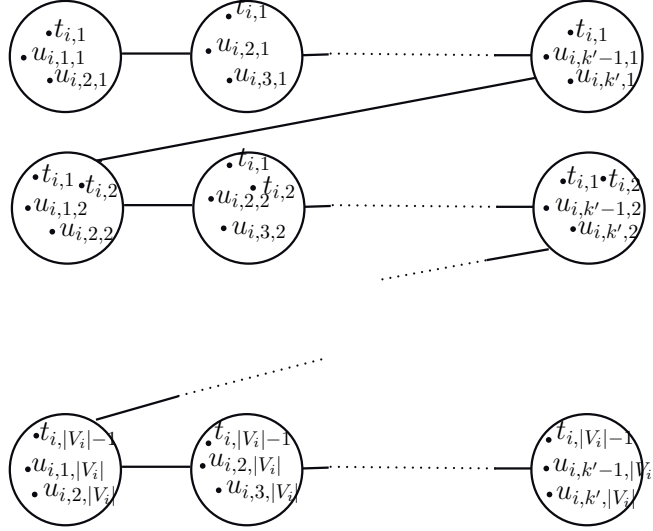 t_{i,1} t_{i,1} t_{i,1}
u_{i,1,1} u_{i,2,1} u_{i,k'-1,1}
u_{i,2,1} u_{i,3,1} u_{i,k',1}
t_{i,1} t_{i,2} t_{i,1} t_{i,2} t_{i,1} t_{i,2}
u_{i,1,2} u_{i,2,2} u_{i,k'-1,2}
u_{i,2,2} u_{i,3,2} u_{i,k',2}
t_{i,|V_i|-1} t_{i,|V_i|-1} t_{i,|V_i|-1}
u_{i,1,|V_i|} u_{i,2,|V_i|} u_{i,k'-1,|V_i|}
u_{i,2,|V_i|} u_{i,3,|V_i|} u_{i,k',|V_i|}